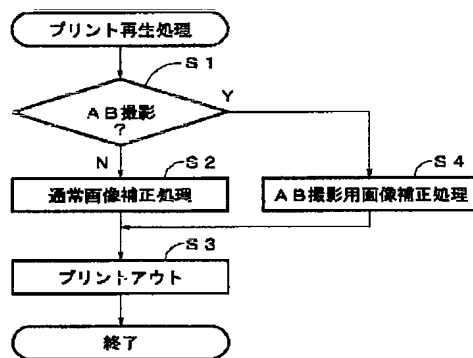 プリント再生処理
S1
AB撮影
?
Y
N
S2
通常画像補正処理
S4
AB撮影用画像補正処理
S3
プリントアウト
終了